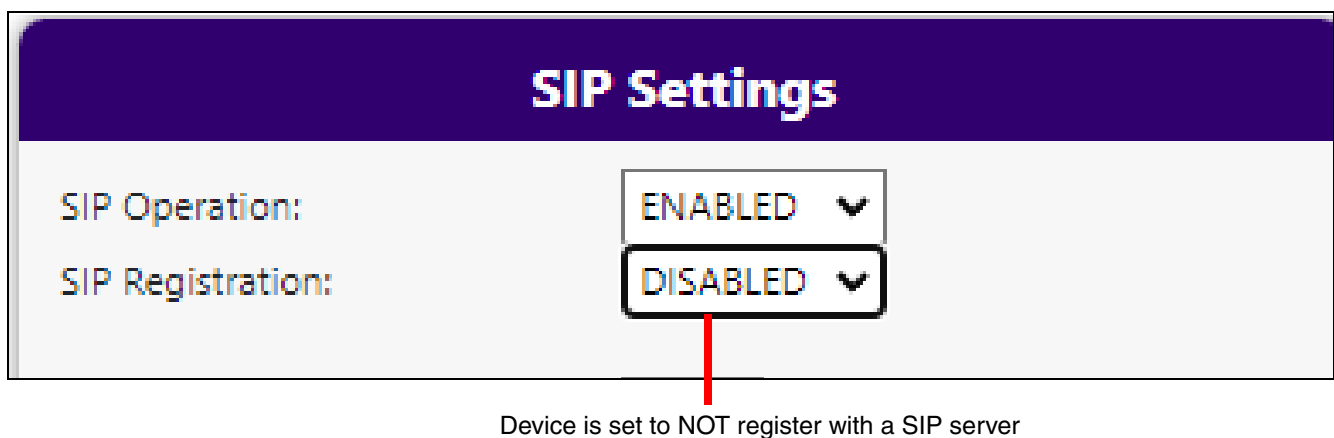 SIP Settings
SIP Operation: ENABLED
SIP Registration: DISABLED
Device is set to NOT register with a SIP server